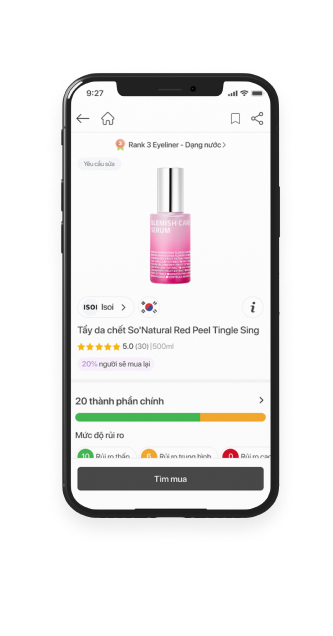 9:27
3
Rank 3 Eyeliner - Dạng nước
Yêu cầu sửa
BLEMISH CARE
SERUM
ISOI Isoi
Tẩy da chết So'Natural Red Peel Tingle Sing
5.0 (30) |500ml
20% người sẽ mua lại
20 thành phần chính
Mức độ rủi ro
10 Rủi ro thấp
6 Rủi ro trung bình
0 Rủi ro cao
Tìm mua